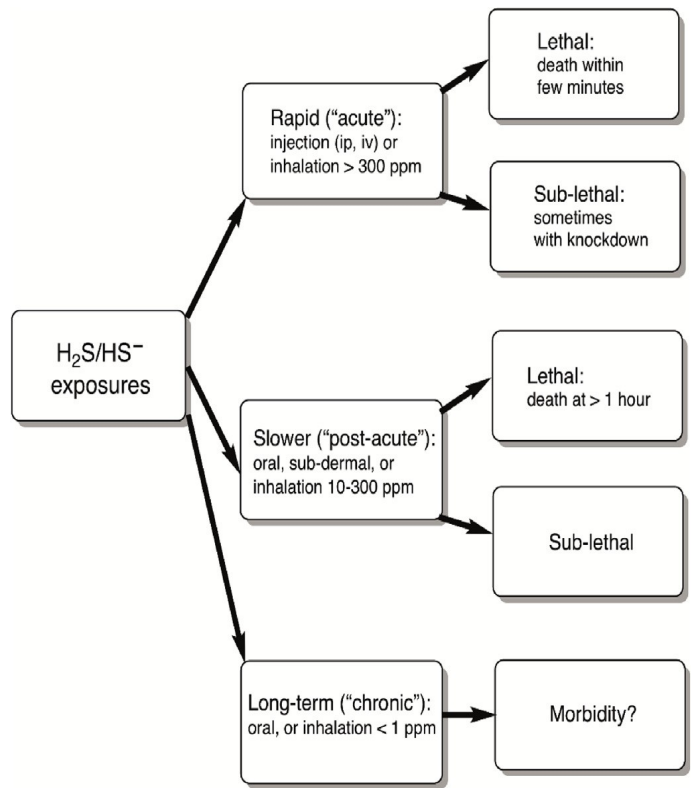 Lethal:
death within
few minutes
Rapid (“acute”):
injection (ip, iv) or
inhalation > 300 ppm
Sub-lethal:
sometimes
with knockdown
H₂S/HS⁻
exposures
Lethal:
death at > 1 hour
Slower (“post-acute”):
oral, sub-dermal, or
inhalation 10-300 ppm
Sub-lethal
Long-term (“chronic”):
oral, or inhalation < 1 ppm
Morbidity?